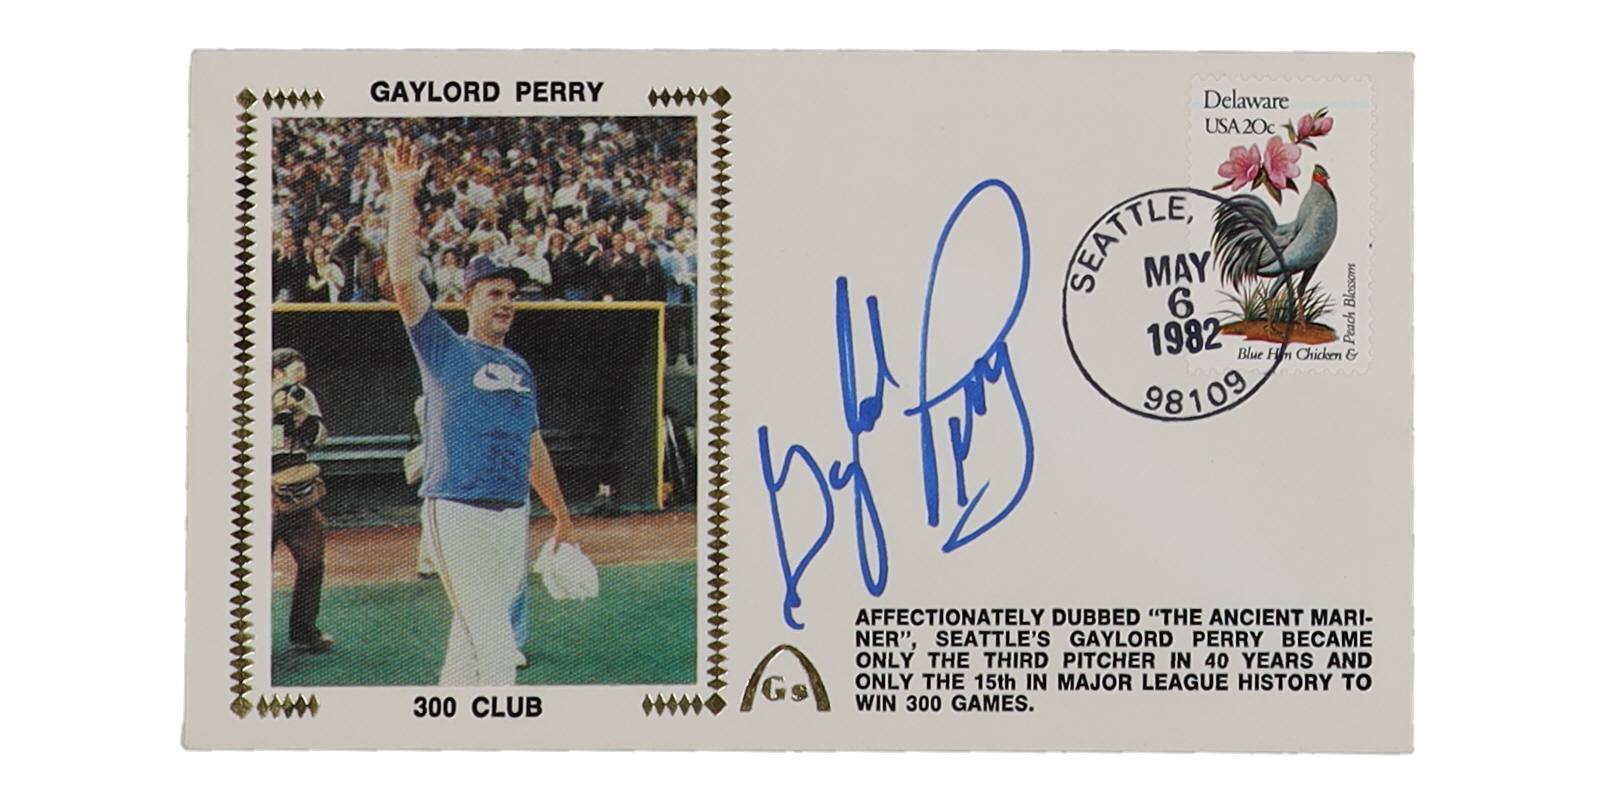 GAYLORD PERRY
300 CLUB
Gaylord Perry
Delaware
USA 20c
Peach Blossom
Blue Hen Chicken &
SEATTLE,
MAY
6
1982
98109
Gs
AFFECTIONATELY DUBBED "THE ANCIENT MARI-
NER", SEATTLE'S GAYLORD PERRY BECAME
ONLY THE THIRD PITCHER IN 40 YEARS AND
ONLY THE 15th IN MAJOR LEAGUE HISTORY TO
WIN 300 GAMES.